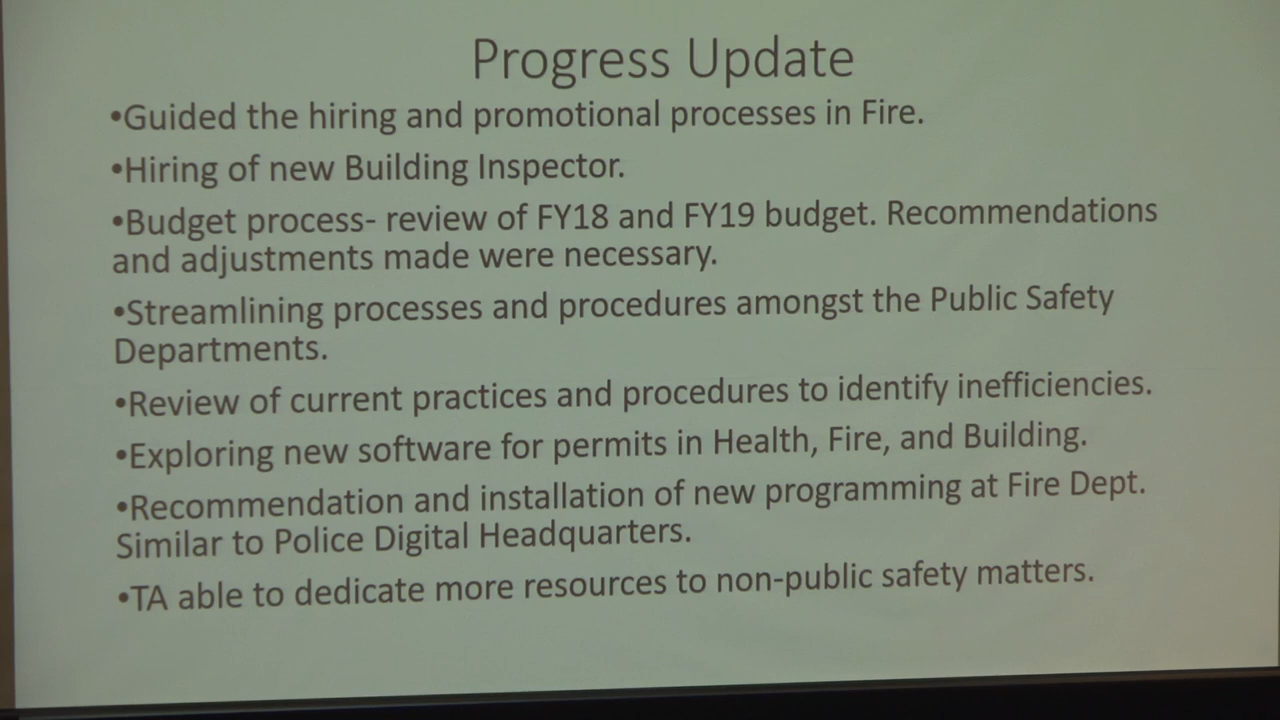 Progress Update
•Guided the hiring and promotional processes in Fire.
•Hiring of new Building Inspector.
•Budget process- review of FY18 and FY19 budget. Recommendations
and adjustments made were necessary.
•Streamlining processes and procedures amongst the Public Safety
Departments.
•Review of current practices and procedures to identify inefficiencies.
•Exploring new software for permits in Health, Fire, and Building.
•Recommendation and installation of new programming at Fire Dept.
Similar to Police Digital Headquarters.
•TA able to dedicate more resources to non-public safety matters.